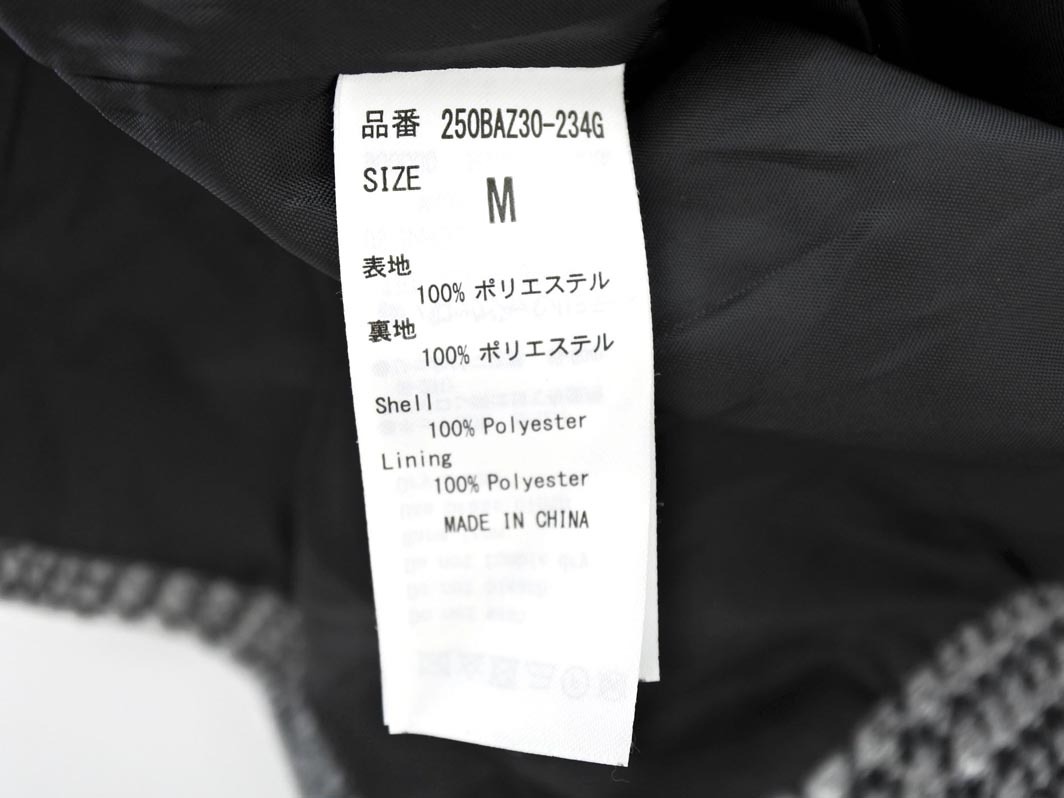 品番 250BAZ30-234G
SIZE
M
表地
100% ポリエステル
裏地
100% ポリエステル
Shell
100% Polyester
Lining
100% Polyester
MADE IN CHINA